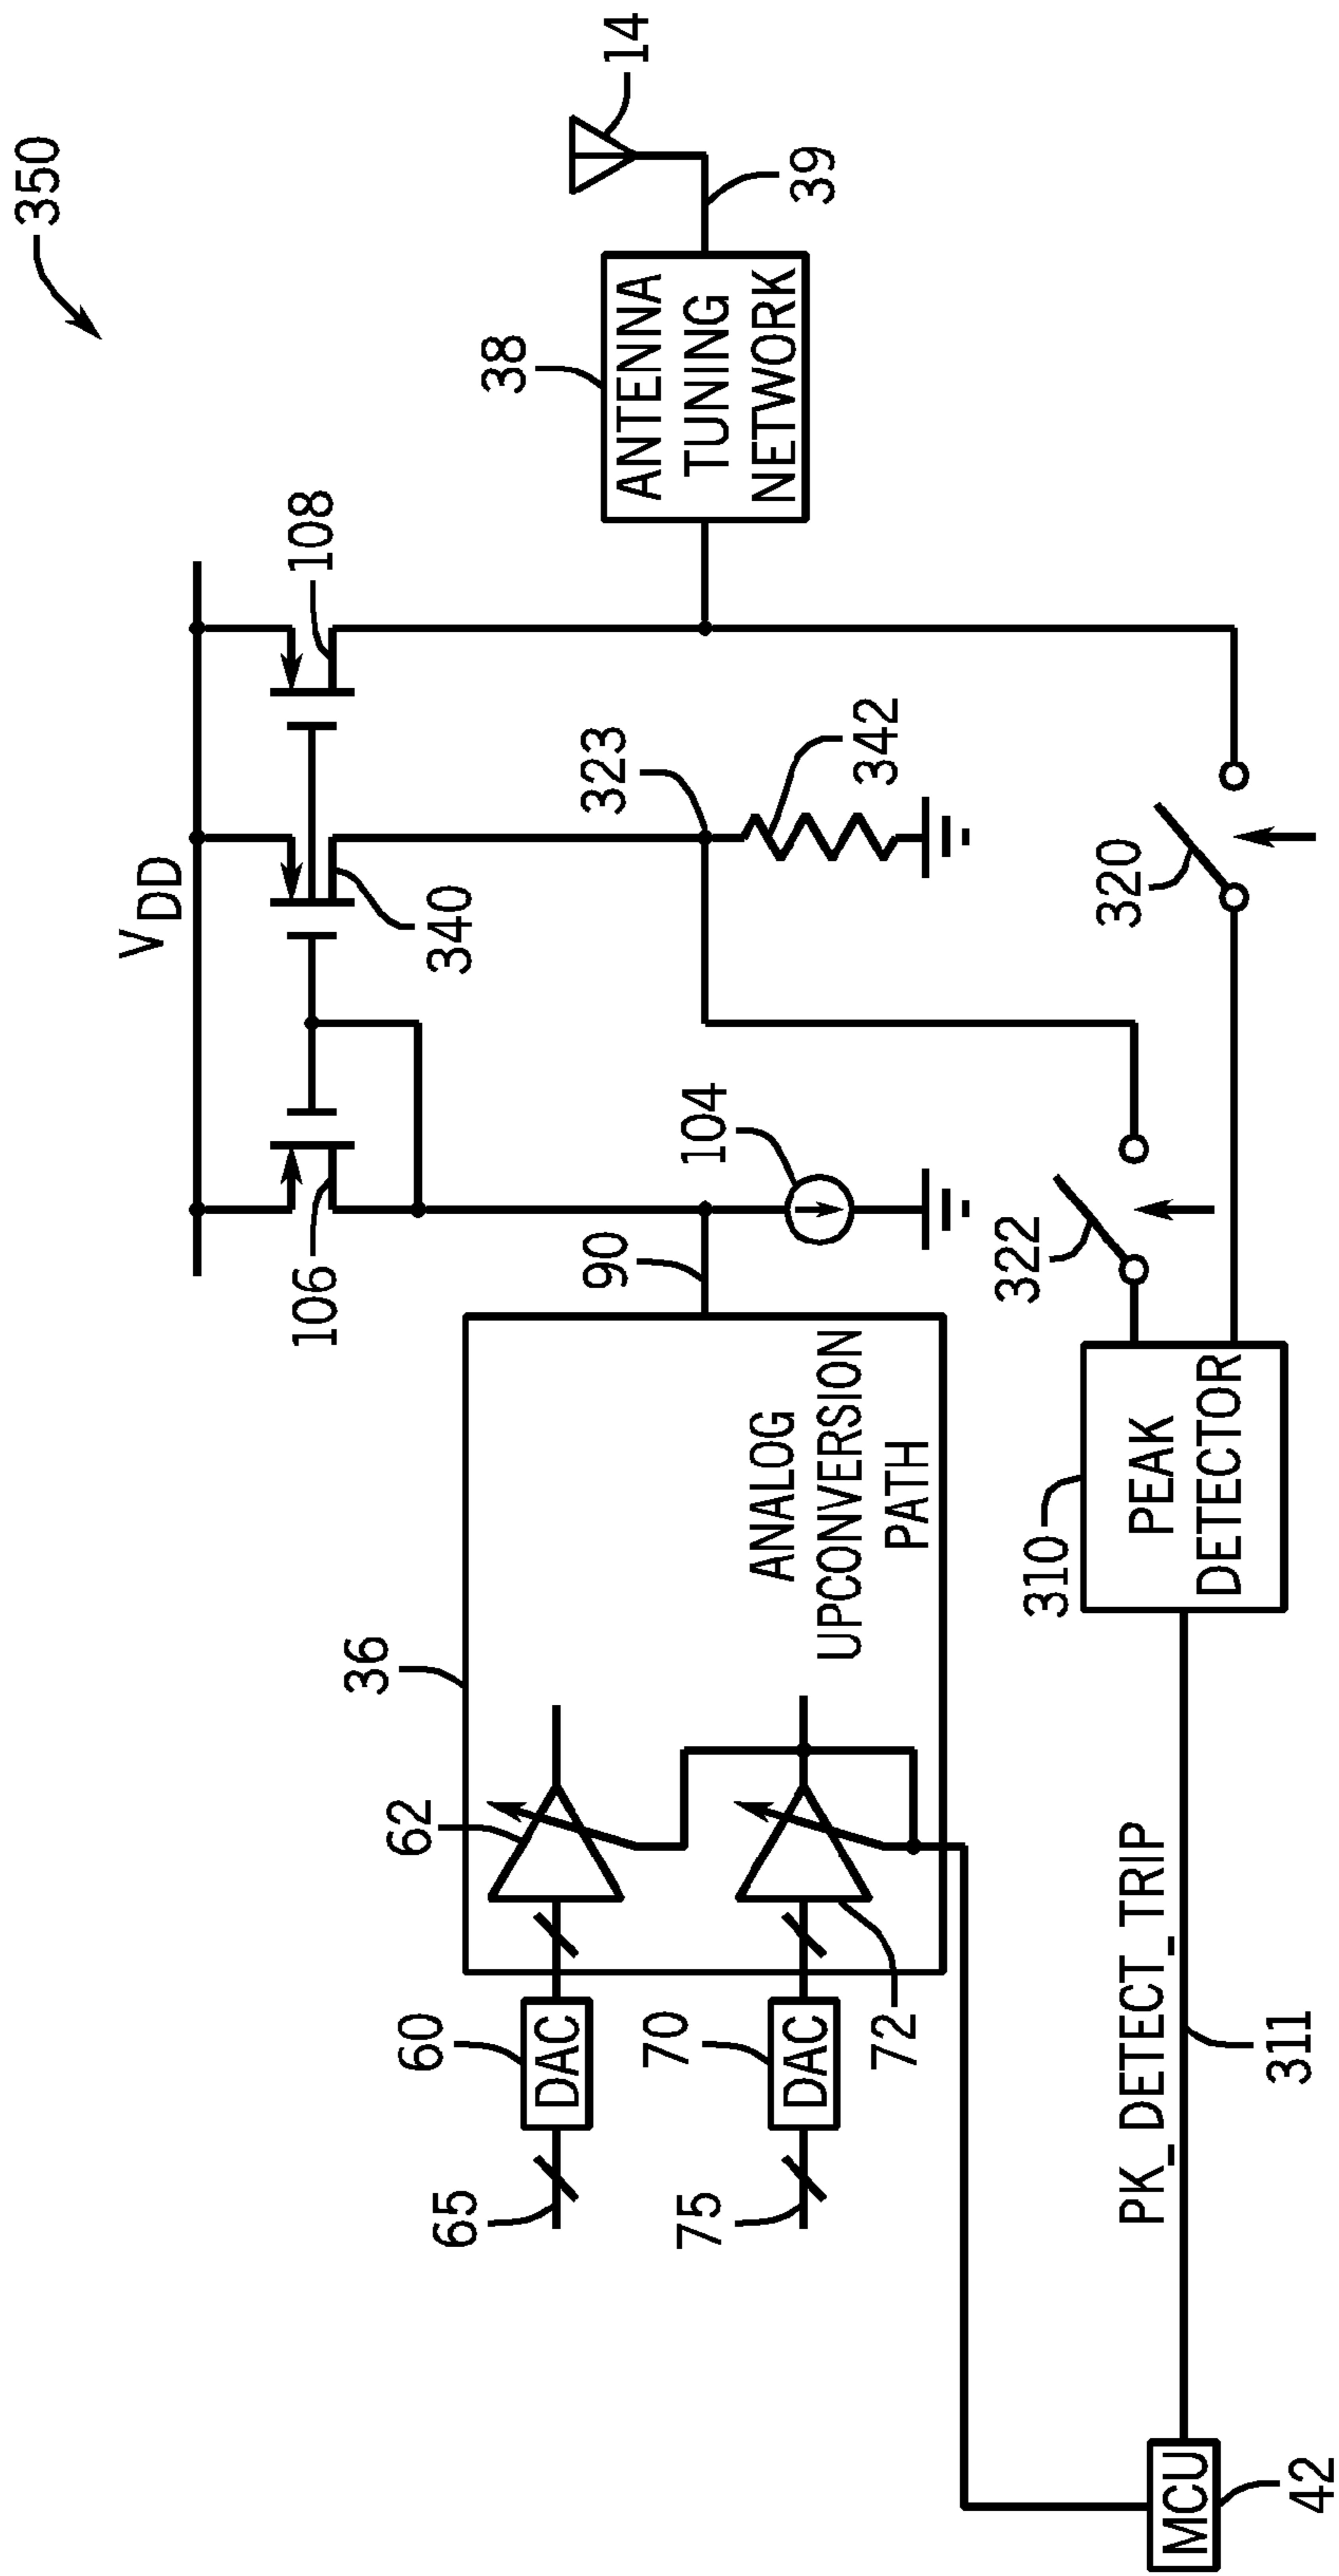 350
V DD
106
340
108
14
38
ANTENNA
TUNING
NETWORK
39
323
342
104
90
36
62
60
DAC
65
70
DAC
75
72
ANALOG
UPCONVERSION
PATH
322
320
310
PEAK
DETECTOR
PK_DETECT_TRIP
311
MCU
42